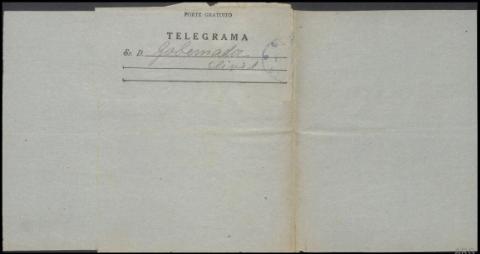 PORTE GRATUITO
TELEGRAMA
Sr. D. Gobernador
Civil